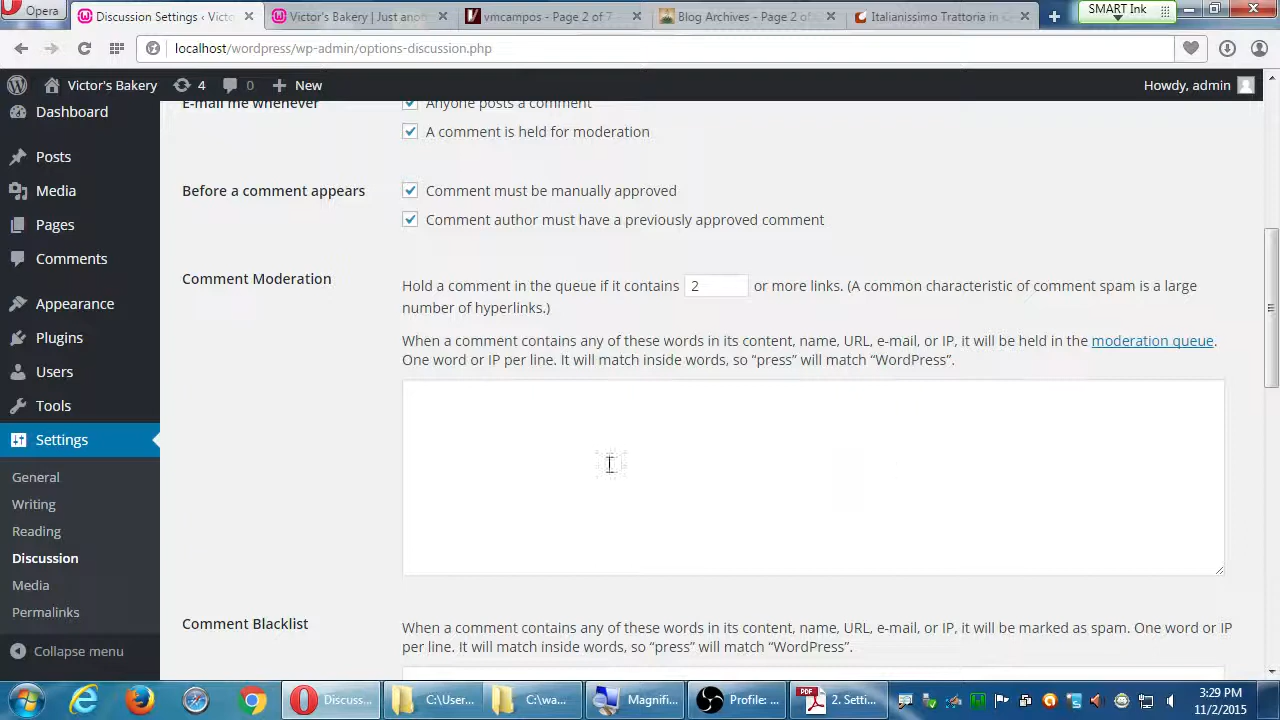 Opera
Discussion Settings ‹ Victo
Victor's Bakery | Just anot
vmcampos - Page 2 of 7
Blog Archives - Page 2 o
Italianissimo Trattoria in C
SMART Ink
localhost/wordpress/wp-admin/options-discussion.php
Victor's Bakery
4
0
New
Howdy, admin
Dashboard
Posts
Media
Pages
Comments
Appearance
Plugins
Users
Tools
Settings
General
Writing
Reading
Discussion
Media
Permalinks
Collapse menu
E-mail me whenever
Anyone posts a comment
A comment is held for moderation
Before a comment appears
Comment must be manually approved
Comment author must have a previously approved comment
Comment Moderation
Hold a comment in the queue if it contains 2 or more links. (A common characteristic of comment spam is a large
number of hyperlinks.)
When a comment contains any of these words in its content, name, URL, e-mail, or IP, it will be held in the moderation queue.
One word or IP per line. It will match inside words, so “press” will match “WordPress”.
Comment Blacklist
When a comment contains any of these words in its content, name, URL, e-mail, or IP, it will be marked as spam. One word or IP
per line. It will match inside words, so “press” will match “WordPress”.
Discuss...
C:\User...
C:\wa...
Magnifi...
Profile: ...
PDF
2. Setti...
3:29 PM
11/2/2015